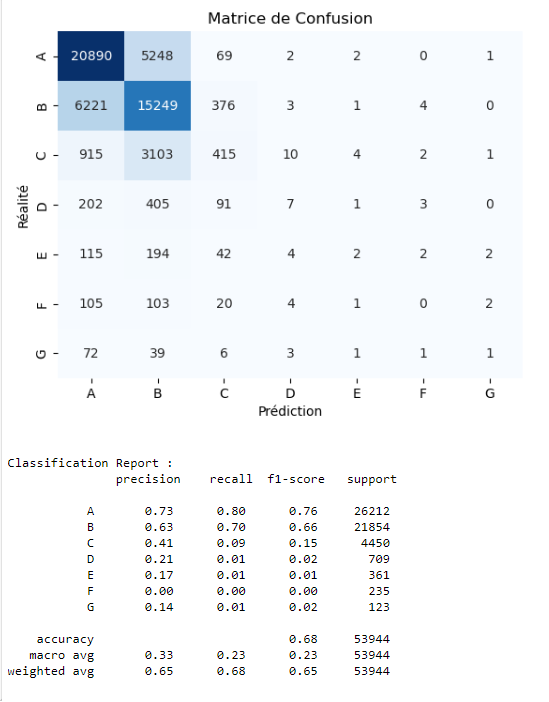 Matrice de Confusion
A 20890 5248 69 2 2 0 1
B 6221 15249 376 3 1 4 0
C 915 3103 415 10 4 2 1
Réalité
D 202 405 91 7 1 3 0
E 115 194 42 4 2 2 2
F 105 103 20 4 1 0 2
G 72 39 6 3 1 1 1
A B C D E F G
Prédiction
Classification Report :
precision recall f1-score support
A 0.73 0.80 0.76 26212
B 0.63 0.70 0.66 21854
C 0.41 0.09 0.15 4450
D 0.21 0.01 0.02 709
E 0.17 0.01 0.01 361
F 0.00 0.00 0.00 235
G 0.14 0.01 0.02 123
accuracy 0.68 53944
macro avg 0.33 0.23 0.23 53944
weighted avg 0.65 0.68 0.65 53944